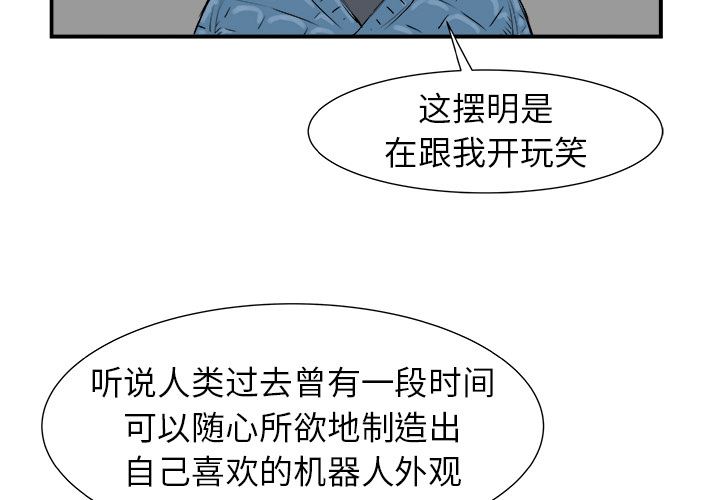 这摆明是
在跟我开玩笑
听说人类过去曾有一段时间
可以随心所欲地制造出
自己喜欢的机器人外观